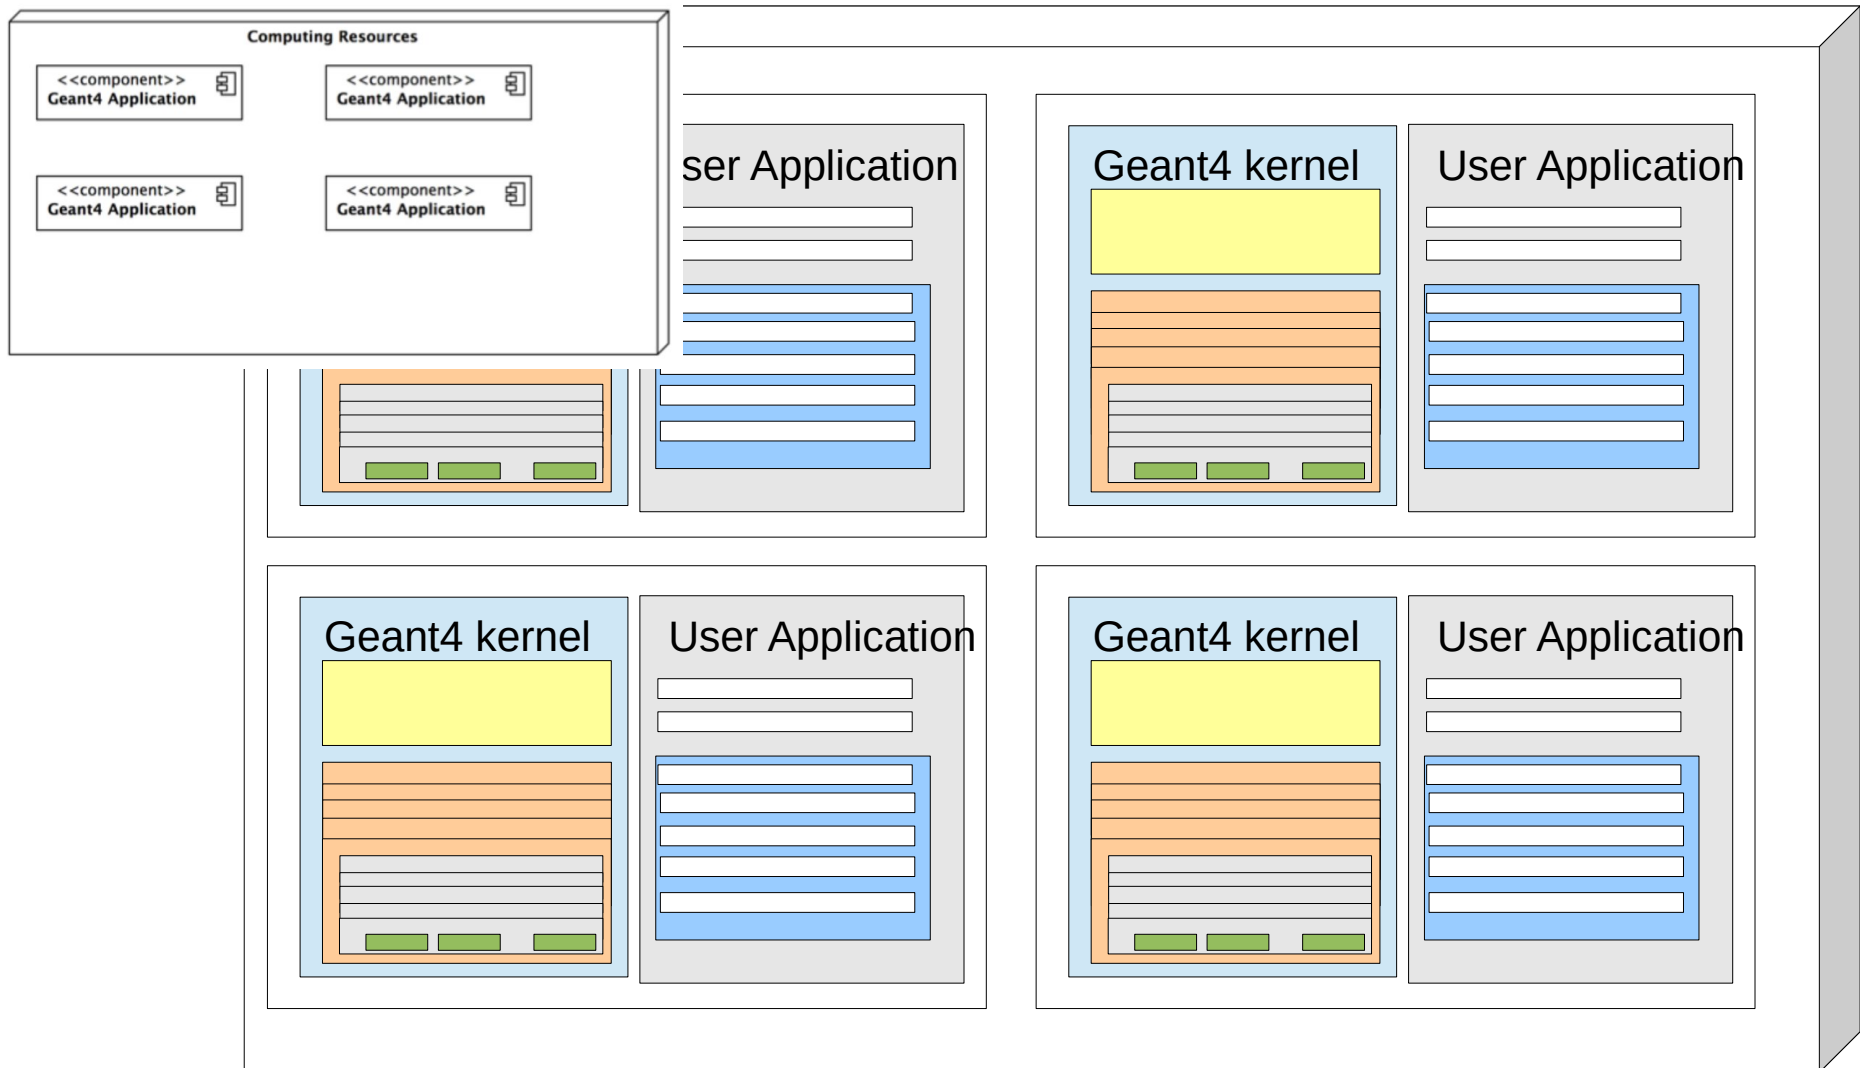 Computing Resources
<<component>>
Geant4 Application
<<component>>
Geant4 Application
<<component>>
Geant4 Application
<<component>>
Geant4 Application
ser Application
Geant4 kernel
User Application
Geant4 kernel
User Application
Geant4 kernel
User Application